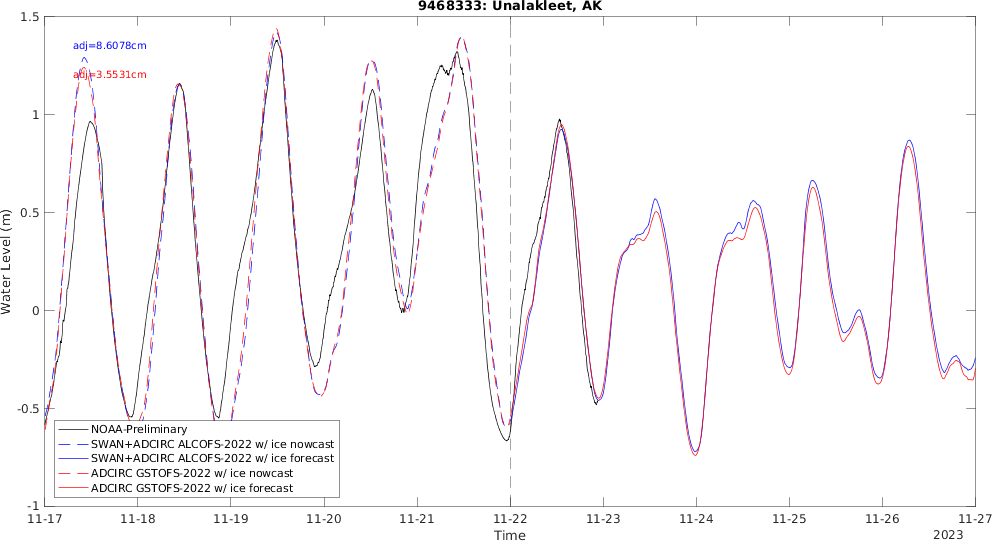 9468333: Unalakleet, AK
1.5
adj=8.6078cm
adj=3.5531cm
1
0.5
Water Level (m)
0
-0.5
NOAA-Preliminary
SWAN+ADCIRC ALCOFS-2022 w/ ice nowcast
SWAN+ADCIRC ALCOFS-2022 w/ ice forecast
ADCIRC GSTOFS-2022 w/ ice nowcast
ADCIRC GSTOFS-2022 w/ ice forecast
-1
11-17 11-18 11-19 11-20 11-21 11-22 11-23 11-24 11-25 11-26 11-27
Time
2023